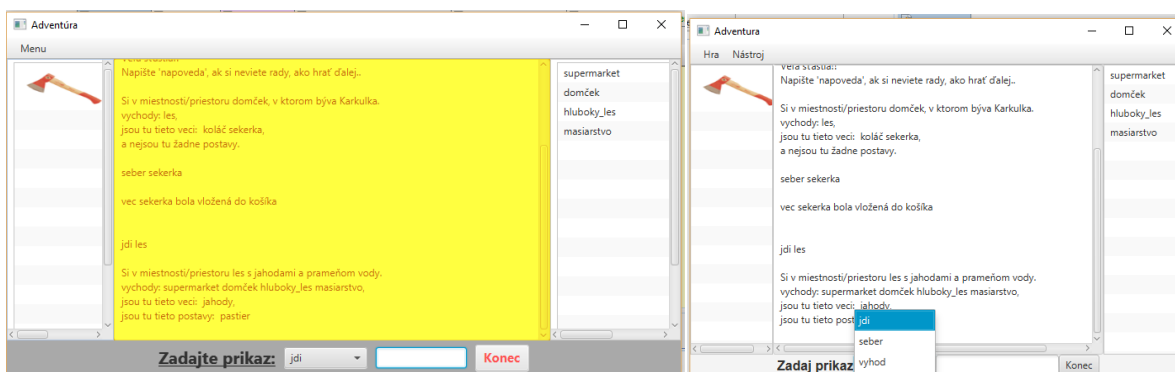 Adventúra
Menu
Napíšte 'napoveda', ak si neviete rady, ako hrať ďalej..
Si v miestnosti/priestoru domček, v ktorom býva Karkulka.
vychody: les,
jsou tu tieto veci:  koláč sekerka,
a nejsou tu žadne postavy.
seber sekerka
vec sekerka bola vložená do košíka
jdi les
Si v miestnosti/priestoru les s jahodami a prameňom vody.
vychody: supermarket domček hluboky_les masiarstvo,
jsou tu tieto veci:  jahody,
jsou tu tieto postavy:  pastier
supermarket
domček
hluboky_les
masiarstvo
Zadajte prikaz:
jdi
Konec
Adventura
Hra Nástroj
Napíšte 'napoveda', ak si neviete rady, ako hrať ďalej..
Si v miestnosti/priestoru domček, v ktorom býva Karkulka.
vychody: les,
jsou tu tieto veci:  koláč sekerka,
a nejsou tu žadne postavy.
seber sekerka
vec sekerka bola vložená do košíka
jdi les
Si v miestnosti/priestoru les s jahodami a prameňom vody.
vychody: supermarket domček hluboky_les masiarstvo,
jsou tu tieto veci:  jahody,
jsou tu tieto post
jdi
seber
vyhod
supermarket
domček
hluboky_les
masiarstvo
Zadaj prikaz
Konec